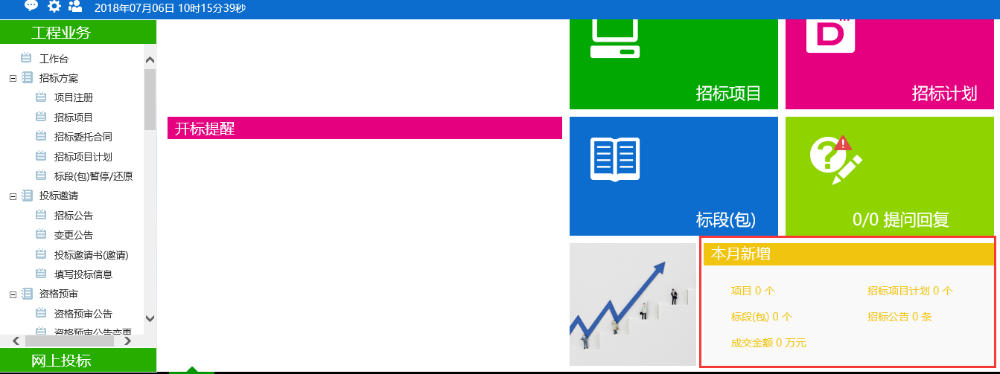 2018年07月06日 10时15分39秒
工程业务
工作台
招标方案
项目注册
招标项目
招标委托合同
招标项目计划
标段(包)暂停/还原
投标邀请
招标公告
变更公告
投标邀请书(邀请)
填写投标信息
资格预审
资格预审公告
资格预审公告变更
网上投标
开标提醒
招标项目
D
招标计划
标段(包)
0/0 提问回复
本月新增
项目 0 个
招标项目计划 0 个
标段(包) 0 个
招标公告 0 条
成交金额 0 万元